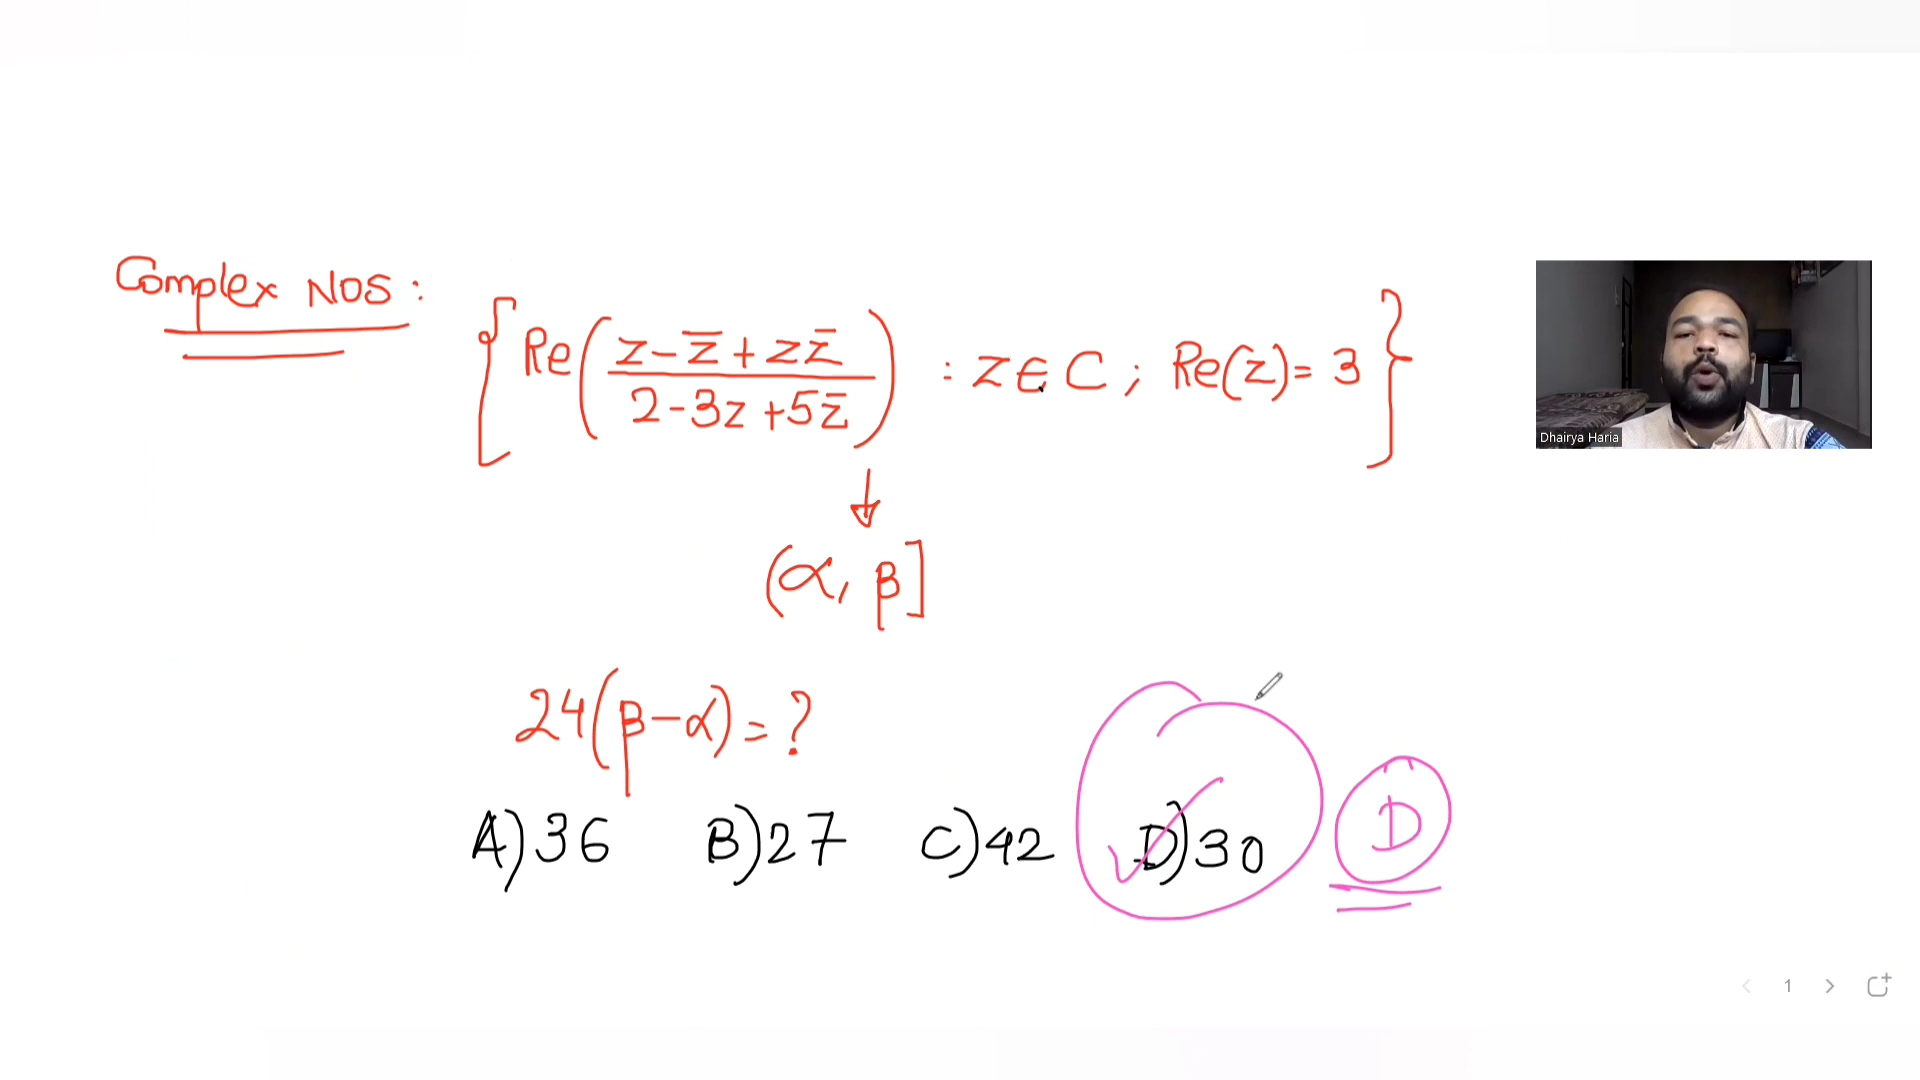 Complex NOS :
{ Re( (z - z̄ + zz̄) / (2 - 3z + 5z̄) ) : z ∈ C ; Re(z) = 3 }
Dhairya Haria
↓
(α, β]
24(β-α) = ?
A) 36 B) 27 C) 42 D) 30 D
1